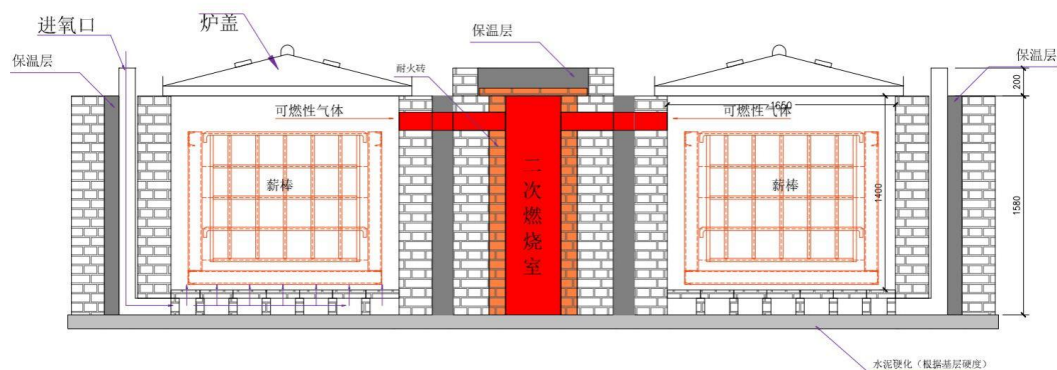 进氧口
炉盖
保温层
保温层
耐火砖
保温层
200
可燃性气体
1650
可燃性气体
薪棒
二次燃烧室
薪棒
1400
1580
水泥硬化（根据基层硬度）